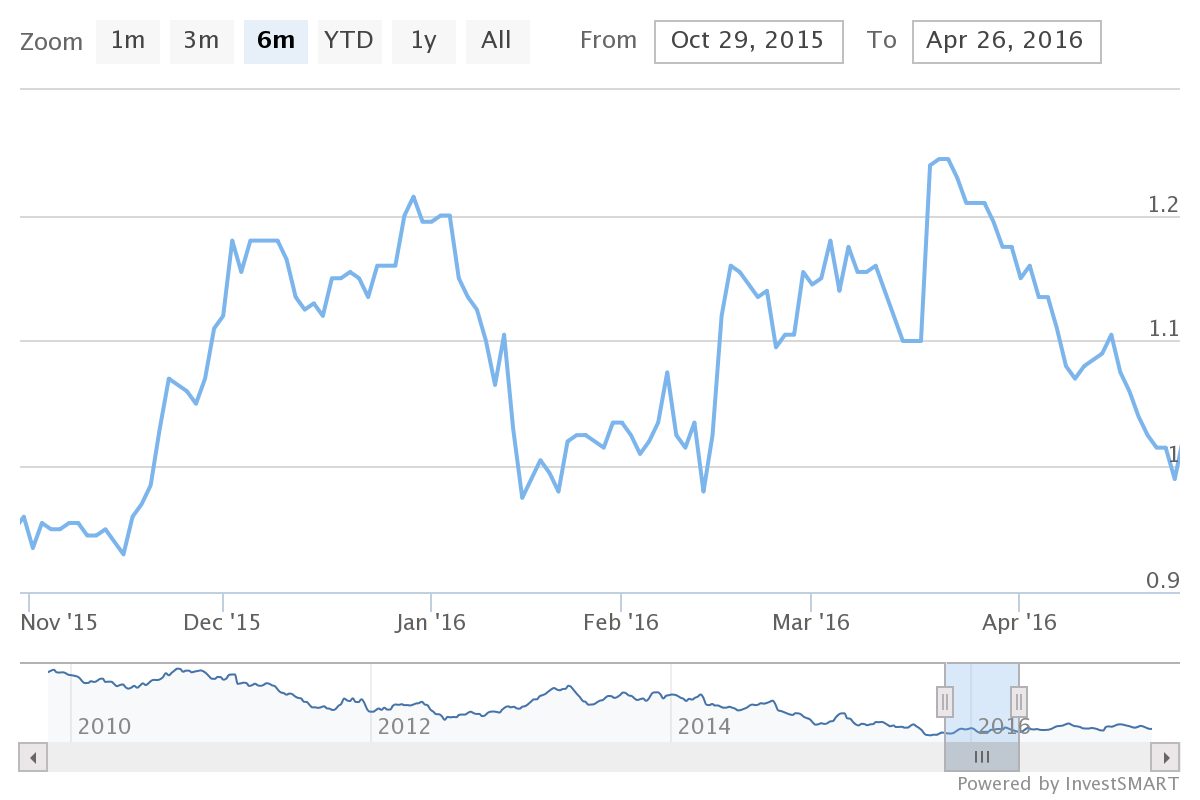 Zoom 1m 3m 6m YTD 1y All From Oct 29, 2015 To Apr 26, 2016
1.2
1.1
1
0.9
Nov '15 Dec '15 Jan '16 Feb '16 Mar '16 Apr '16
2010 2012 2014 2016
Powered by InvestSMART